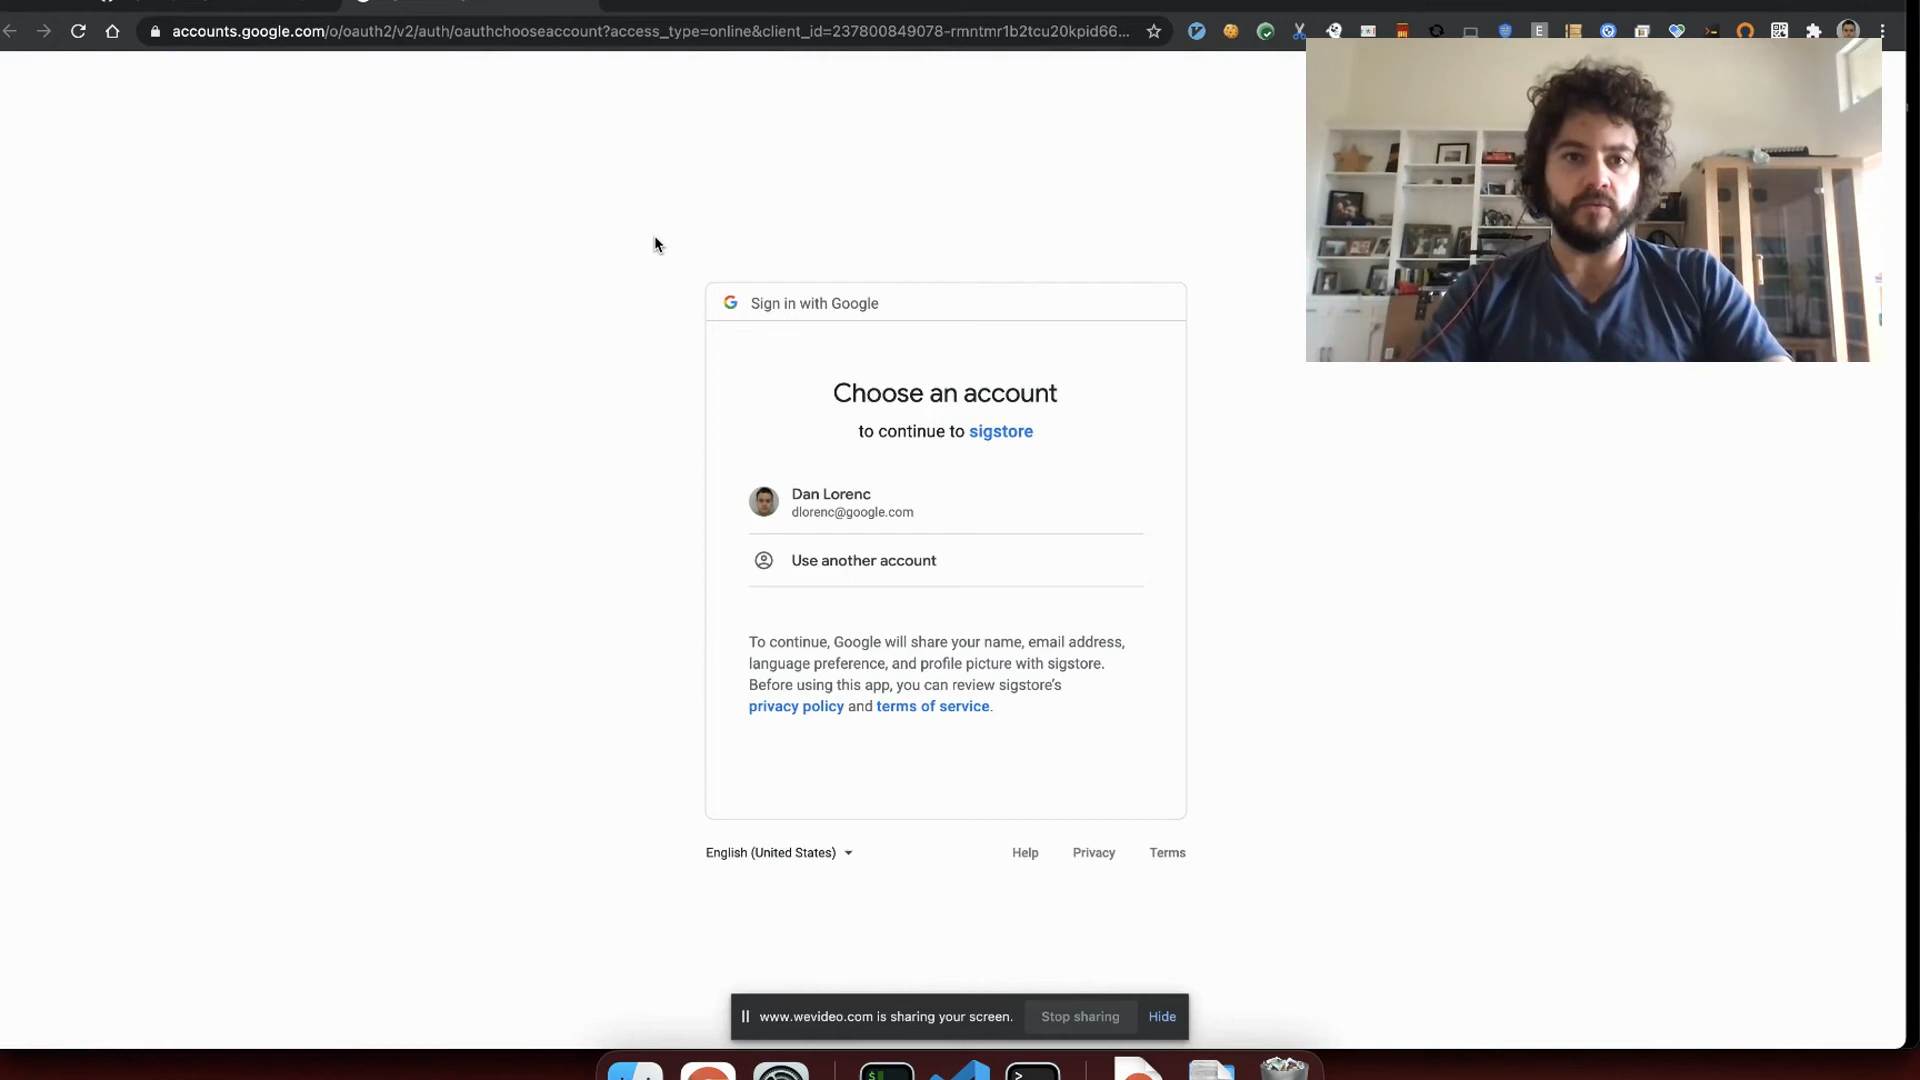 accounts.google.com/o/oauth2/v2/auth/oauthchooseaccount?access_type=online&client_id=237800849078-rmntmr1b2tcu20kpid66...
Sign in with Google
Choose an account
to continue to sigstore
Dan Lorenc
dlorenc@google.com
Use another account
To continue, Google will share your name, email address,
language preference, and profile picture with sigstore.
Before using this app, you can review sigstore's
privacy policy and terms of service.
English (United States)
Help
Privacy
Terms
www.wevideo.com is sharing your screen.
Stop sharing
Hide